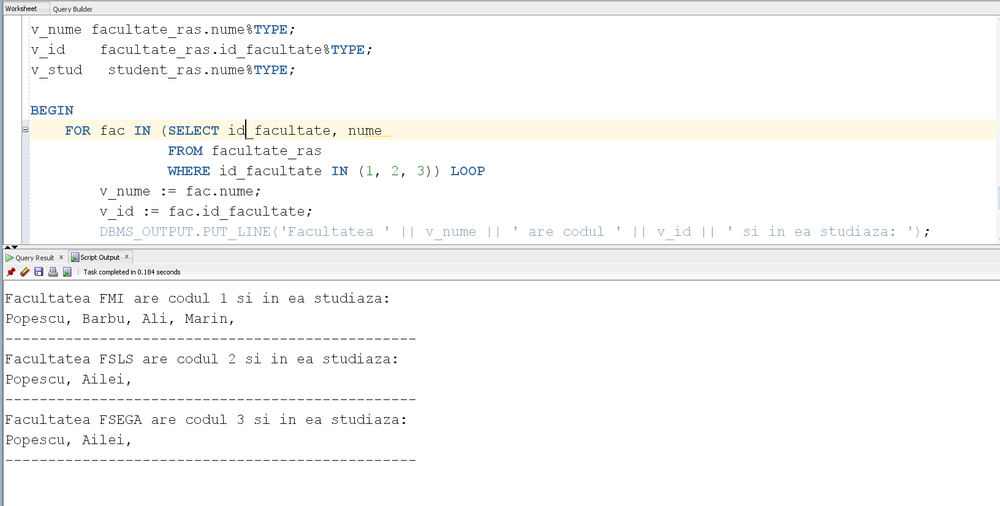 Worksheet Query Builder
v_nume facultate_ras.nume%TYPE;
v_id    facultate_ras.id_facultate%TYPE;
v_stud   student_ras.nume%TYPE;
BEGIN
    FOR fac IN (SELECT id_facultate, nume
                FROM facultate_ras
                WHERE id_facultate IN (1, 2, 3)) LOOP
        v_nume := fac.nume;
        v_id := fac.id_facultate;
        DBMS_OUTPUT.PUT_LINE('Facultatea ' || v_nume || ' are codul ' || v_id || ' si in ea studiaza: ');
Query Result x Script Output x
Task completed in 0.184 seconds
Facultatea FMI are codul 1 si in ea studiaza:
Popescu, Barbu, Ali, Marin,
------------------------------------------------
Facultatea FSLS are codul 2 si in ea studiaza:
Popescu, Ailei,
------------------------------------------------
Facultatea FSEGA are codul 3 si in ea studiaza:
Popescu, Ailei,
------------------------------------------------